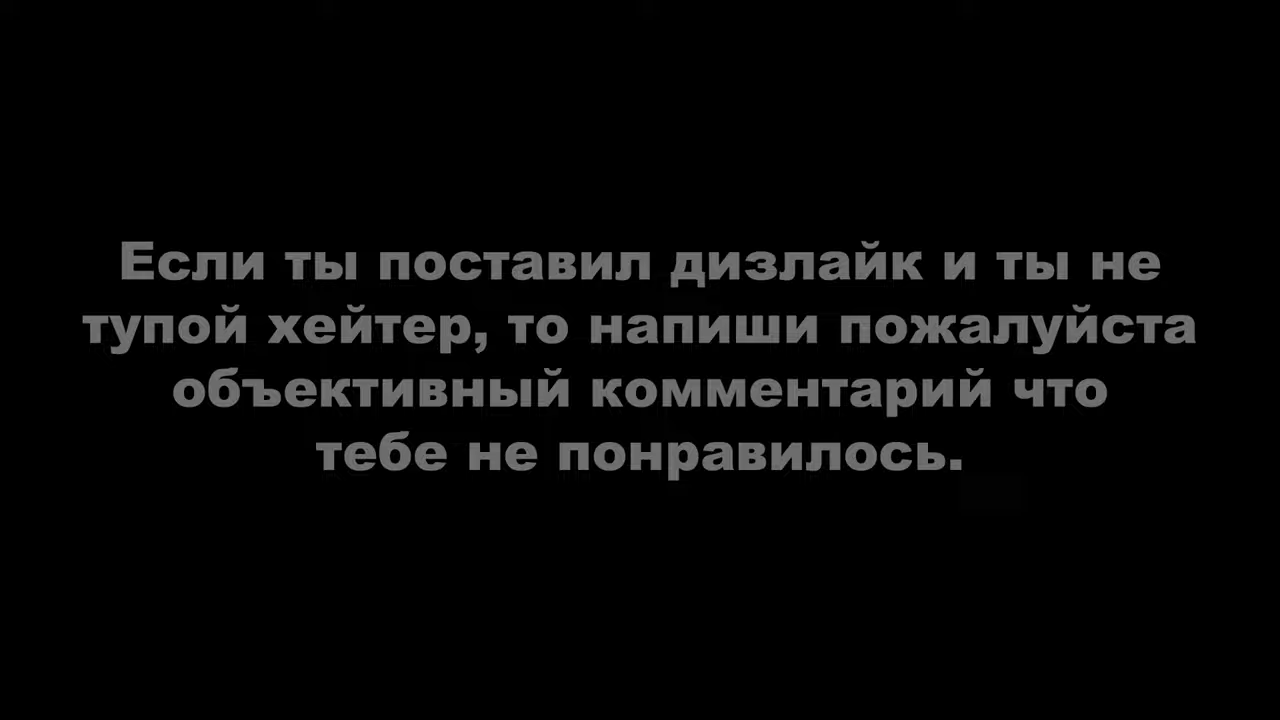 Если ты поставил дизлайк и ты не
тупой хейтер, то напиши пожалуйста
объективный комментарий что
тебе не понравилось.